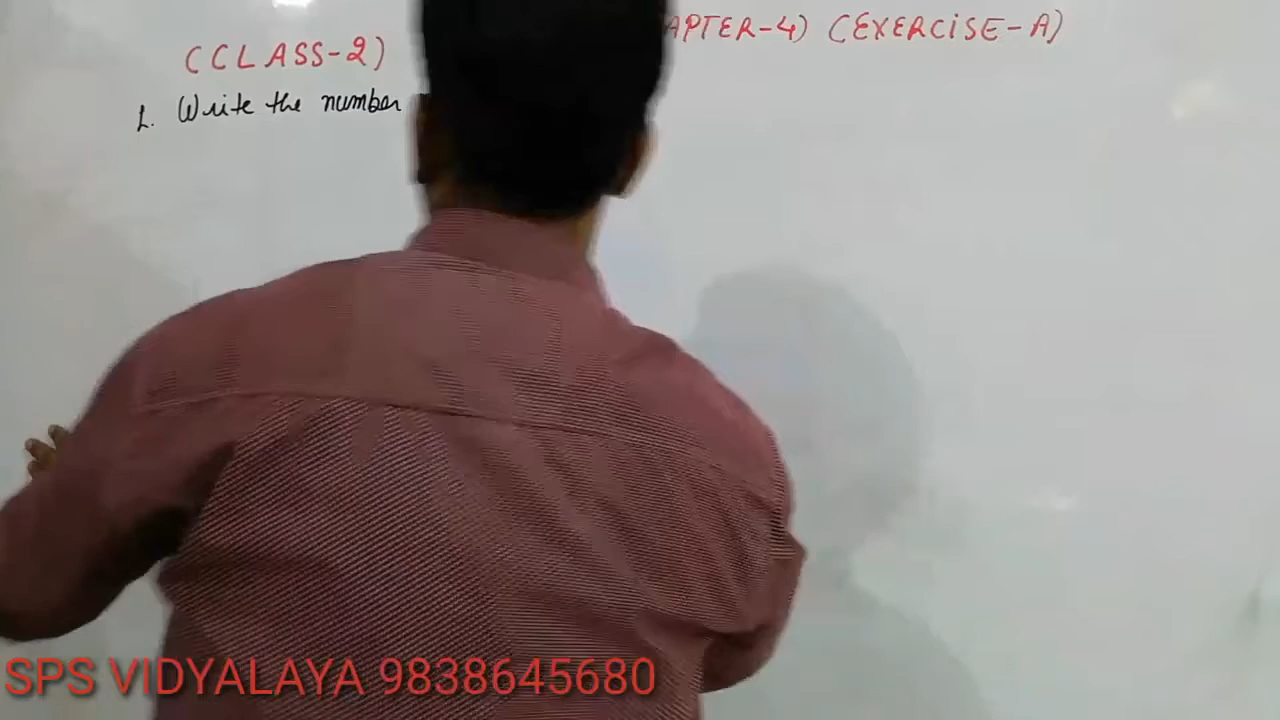 (CLASS-2) APTER-4) (EXERCISE-A)
1. Write the number
SPS VIDYALAYA 9838645680